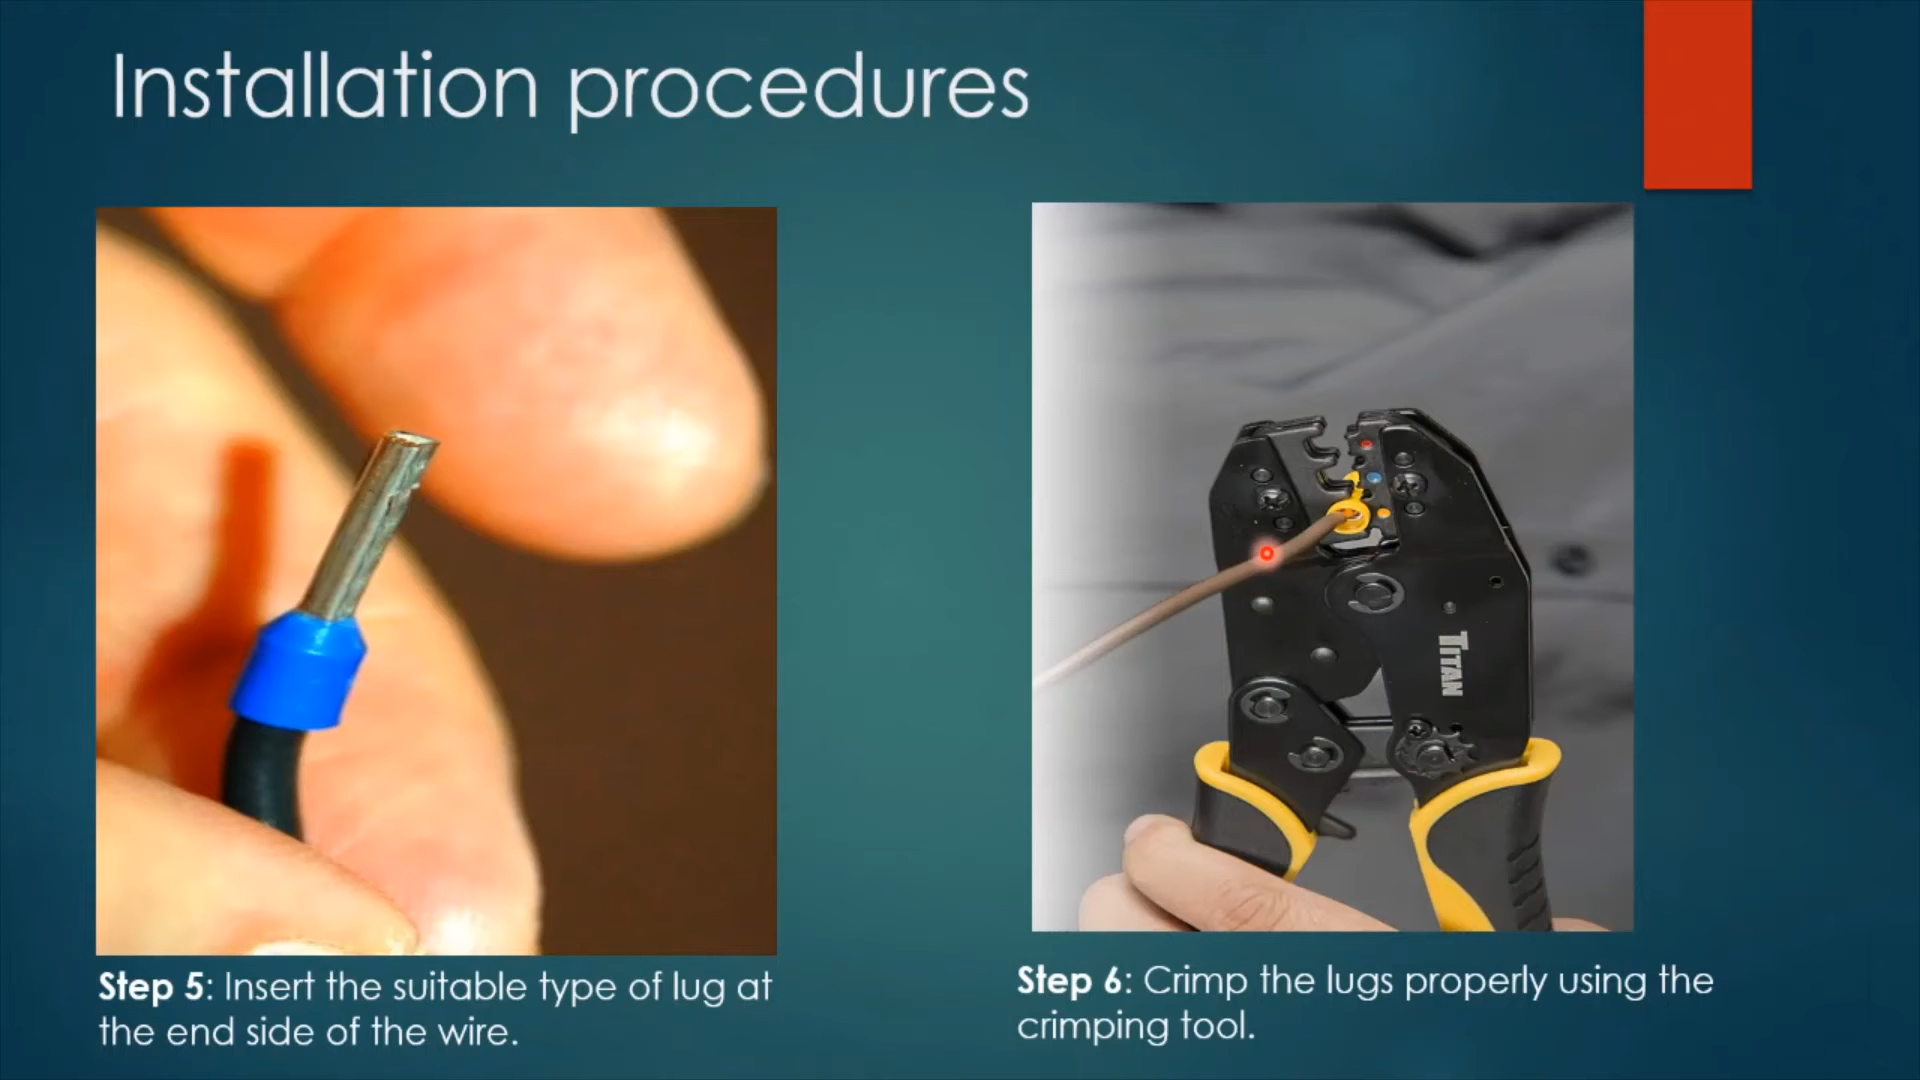 Installation procedures
TITAN
Step 5: Insert the suitable type of lug at
the end side of the wire.
Step 6: Crimp the lugs properly using the
crimping tool.